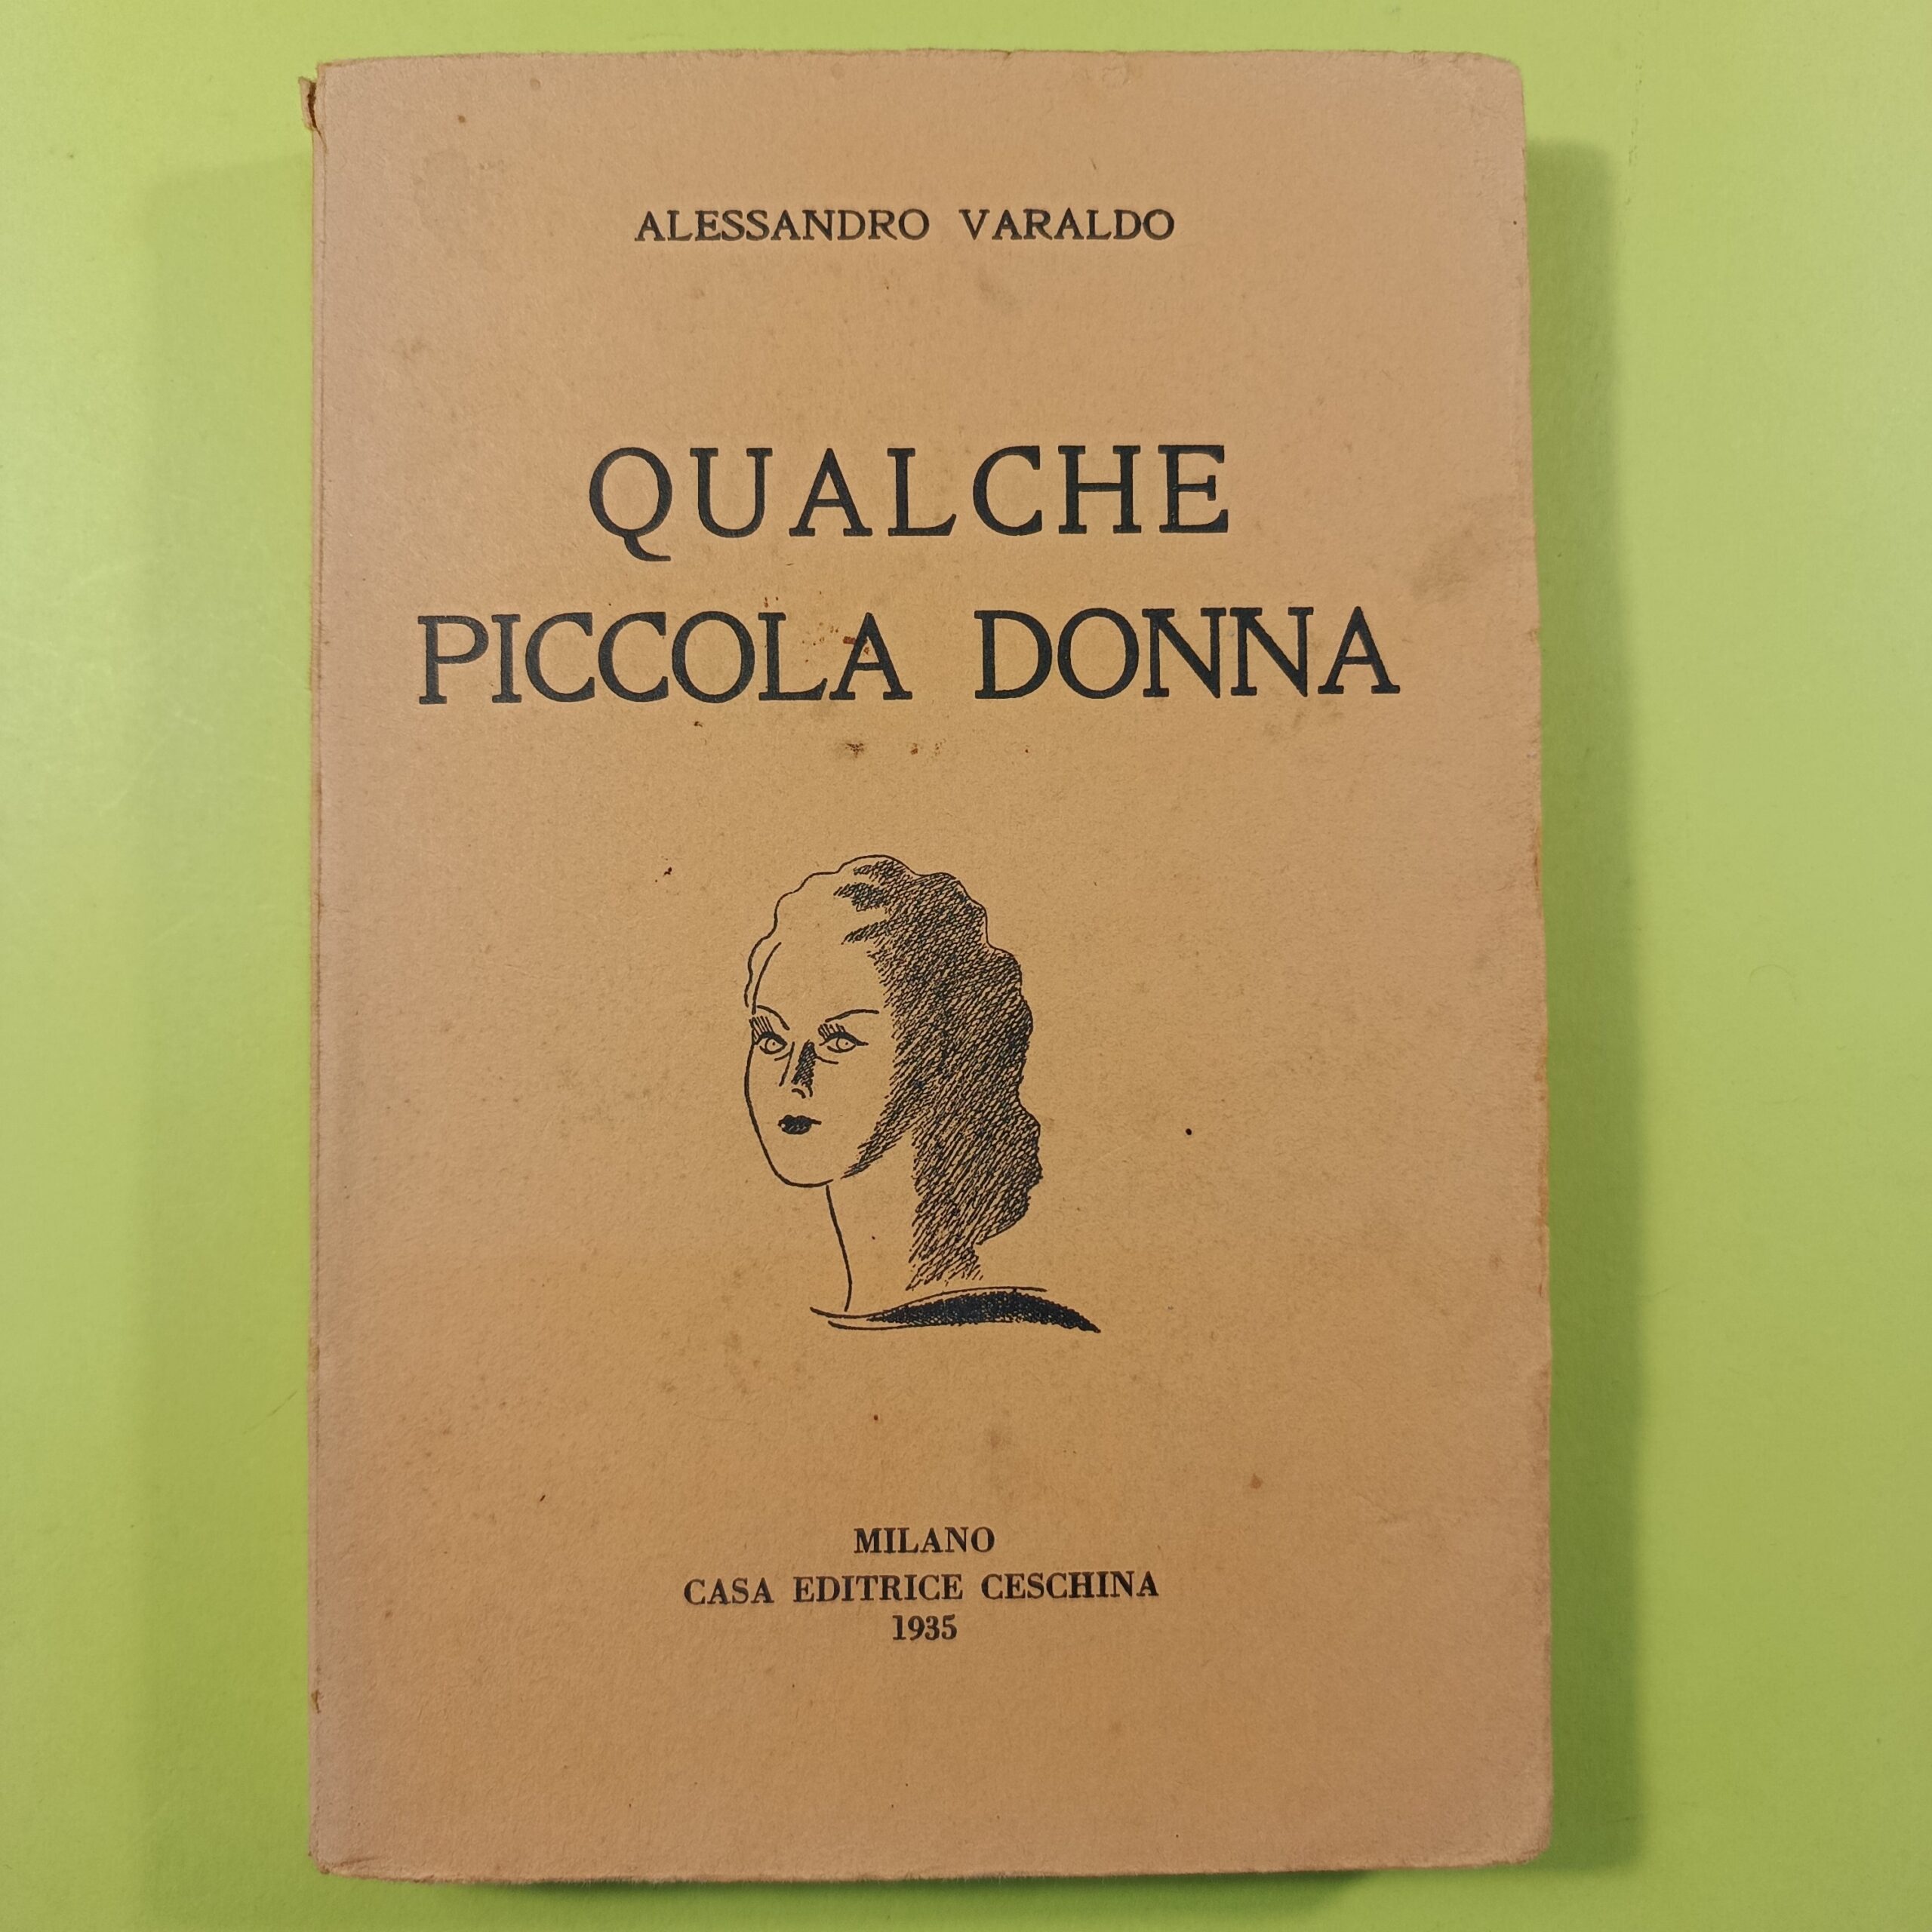 ALESSANDRO VARALDO
QUALCHE
PICCOLA DONNA
MILANO
CASA EDITRICE CESCHINA
1935